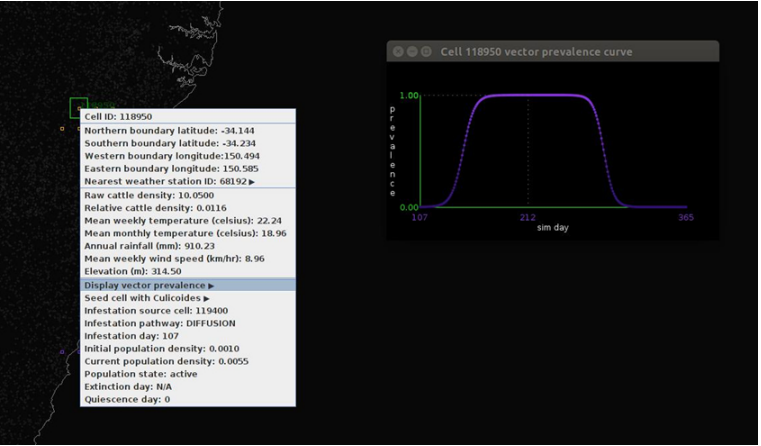 Cell ID: 118950
Northern boundary latitude: -34.144
Southern boundary latitude: -34.234
Western boundary longitude:150.494
Eastern boundary longitude: 150.585
Nearest weather station ID: 68192 ▶
Raw cattle density: 10.0500
Relative cattle density: 0.0116
Mean weekly temperature (celsius): 22.24
Mean monthly temperature (celsius): 18.96
Annual rainfall (mm): 910.23
Mean weekly wind speed (km/hr): 8.96
Elevation (m): 314.50
Display vector prevalence ▶
Seed cell with Culicoides ▶
Infestation source cell: 119400
Infestation pathway: DIFFUSION
Infestation day: 107
Initial population density: 0.0010
Current population density: 0.0055
Population state: active
Extinction day: N/A
Quiescence day: 0
Cell 118950 vector prevalence curve
1.00
prevalence
0.00
107 212 365
sim day